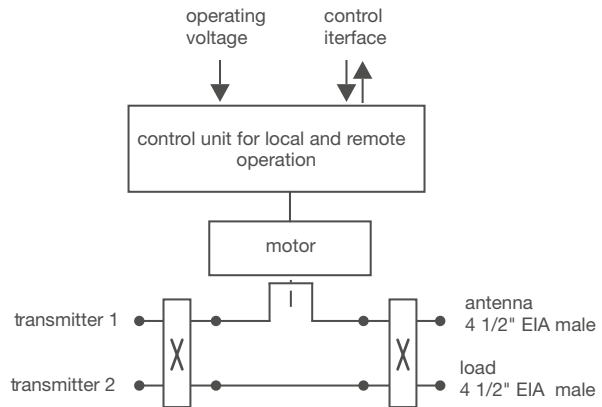 operating
voltage
control
iterface
control unit for local and remote
operation
motor
transmitter 1
antenna
4 1/2" EIA male
transmitter 2
load
4 1/2" EIA male